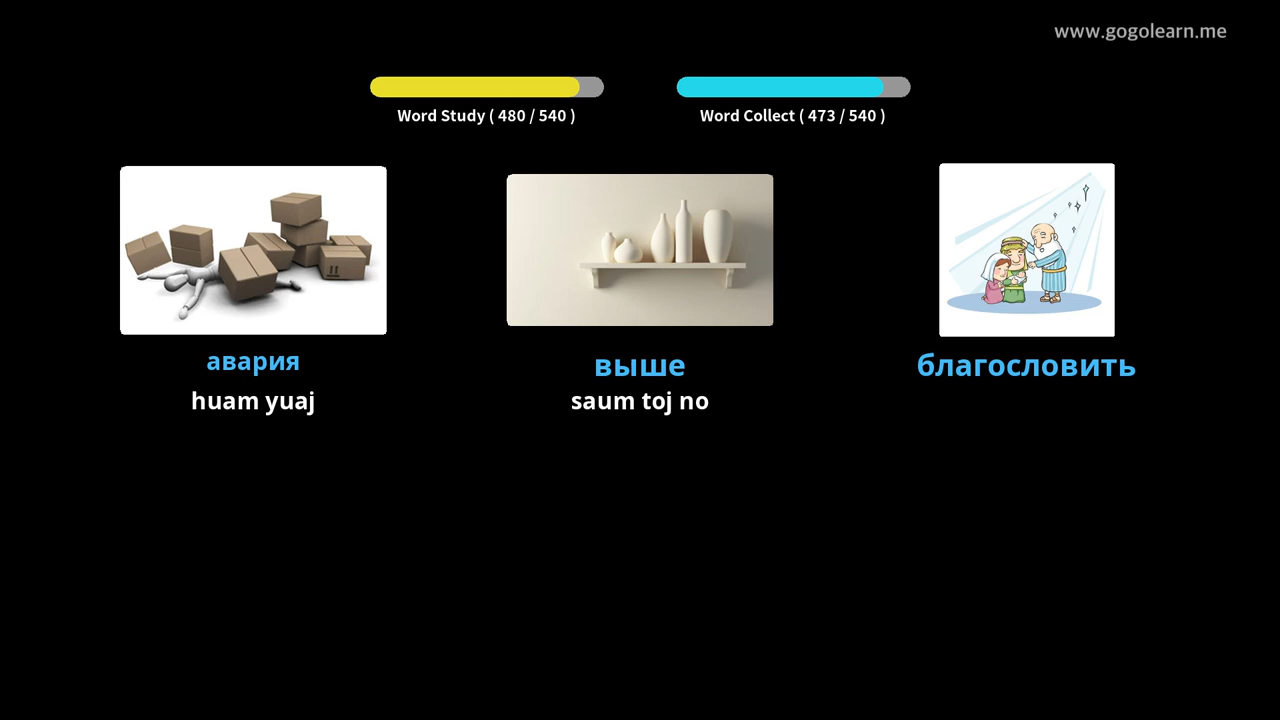 www.gogolearn.me
Word Study ( 480 / 540 )
Word Collect ( 473 / 540 )
авария
huam yuaj
выше
saum toj no
благословить